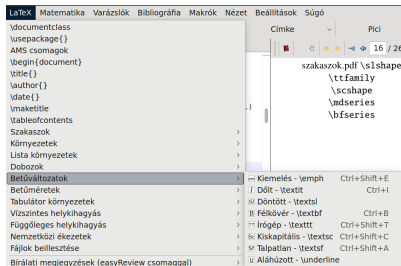 LaTeX Matematika Varázslók Bibliográfia Makrók Nézet Beállítások Súgó
\documentclass
\usepackage{}
AMS csomagok
\begin{document}
\title{}
\author{}
\date{}
\maketitle
\tableofcontents
Szakaszok
Környezetek
Lista környezetek
Dobozok
Betűváltozatok
Betűméretek
Tabulátor környezetek
Vízszintes helykihagyás
Függőleges helykihagyás
Nemzetközi ékezetek
Fájlok beillesztése
Bírálati megjegyzések (easyReview csomaggal)
Címke Pici
16 / 26
szakaszok.pdf \slshape
\ttfamily
\scshape
\mdseries
\bfseries
Kiemelés - \emph Ctrl+Shift+E
Dőlt - \textit Ctrl+I
Döntött - \textsl
Félkövér - \textbf Ctrl+B
Írógép - \texttt Ctrl+Shift+T
Kiskapitális - \textsc Ctrl+Shift+C
Talpatlan - \textsf Ctrl+Shift+A
Aláhúzott - \underline